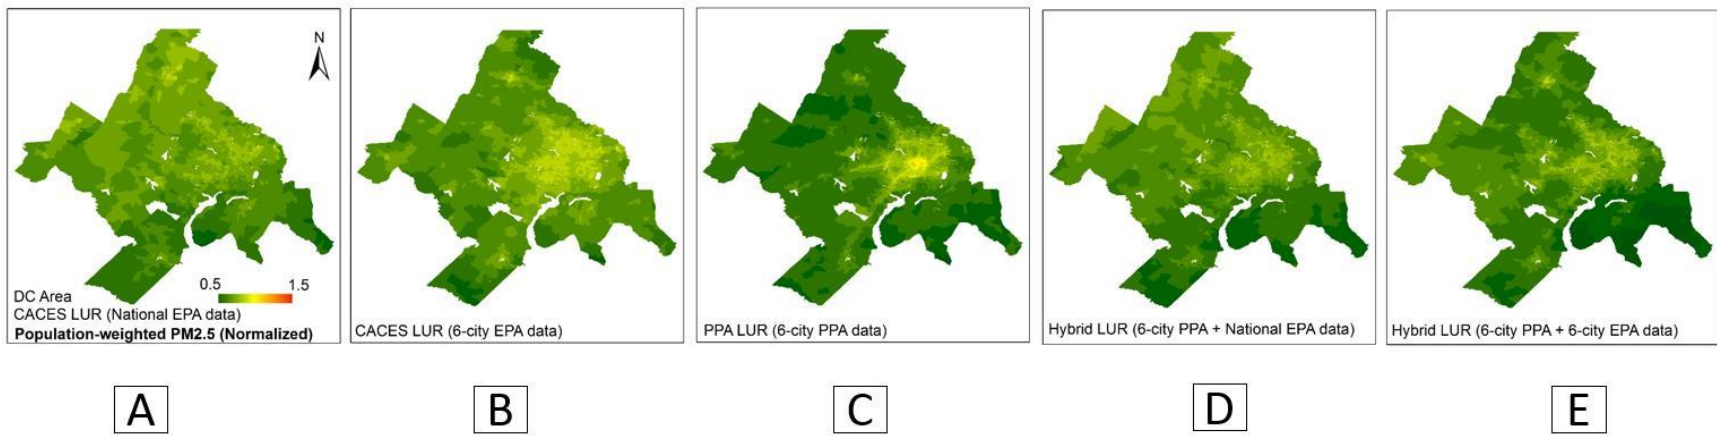 N
0.5 1.5
DC Area
CACES LUR (National EPA data)
Population-weighted PM2.5 (Normalized)
CACES LUR (6-city EPA data)
PPA LUR (6-city PPA data)
Hybrid LUR (6-city PPA + National EPA data)
Hybrid LUR (6-city PPA + 6-city EPA data)
A
B
C
D
E